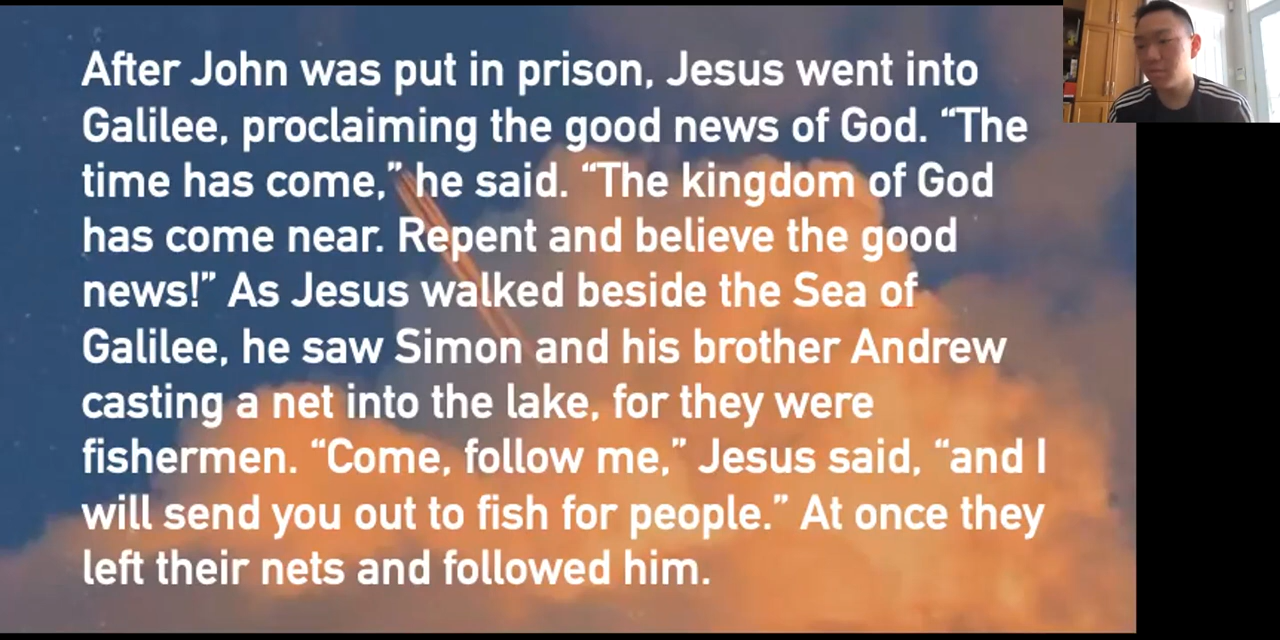 After John was put in prison, Jesus went into
Galilee, proclaiming the good news of God. “The
time has come,” he said. “The kingdom of God
has come near. Repent and believe the good
news!” As Jesus walked beside the Sea of
Galilee, he saw Simon and his brother Andrew
casting a net into the lake, for they were
fishermen. “Come, follow me,” Jesus said, “and I
will send you out to fish for people.” At once they
left their nets and followed him.